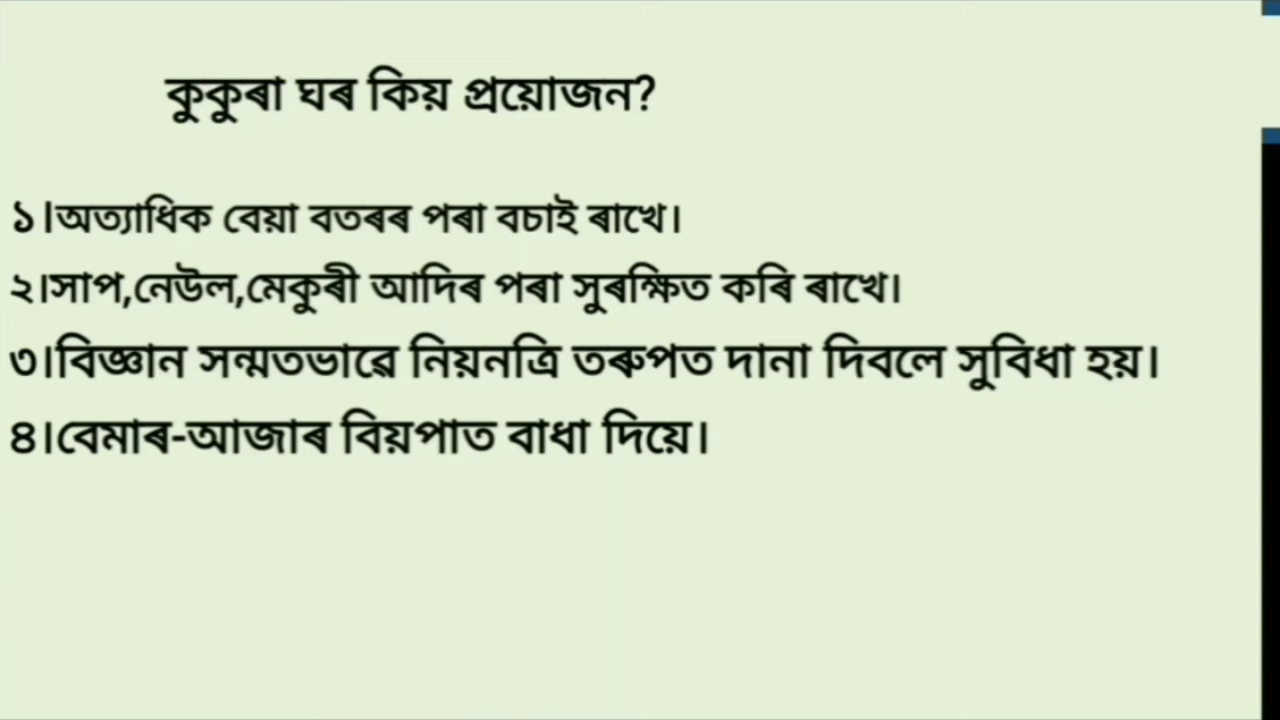 কুকুৰা ঘৰ কিয় প্ৰয়োজন?
১।অত্যাধিক বেয়া বতৰৰ পৰা বচাই ৰাখে।
২।সাপ,নেউল,মেকুৰী আদিৰ পৰা সুৰক্ষিত কৰি ৰাখে।
৩।বিজ্ঞান সন্মতভাৱে নিয়নত্ৰি তৰুপত দানা দিবলে সুবিধা হয়।
৪।বেমাৰ-আজাৰ বিয়পাত বাধা দিয়ে।